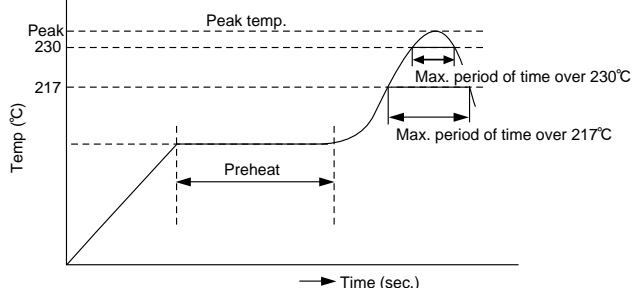 Peak temp.
Peak
230
Max. period of time over 230℃
217
Max. period of time over 217℃
Temp (℃)
Preheat
Time (sec.)